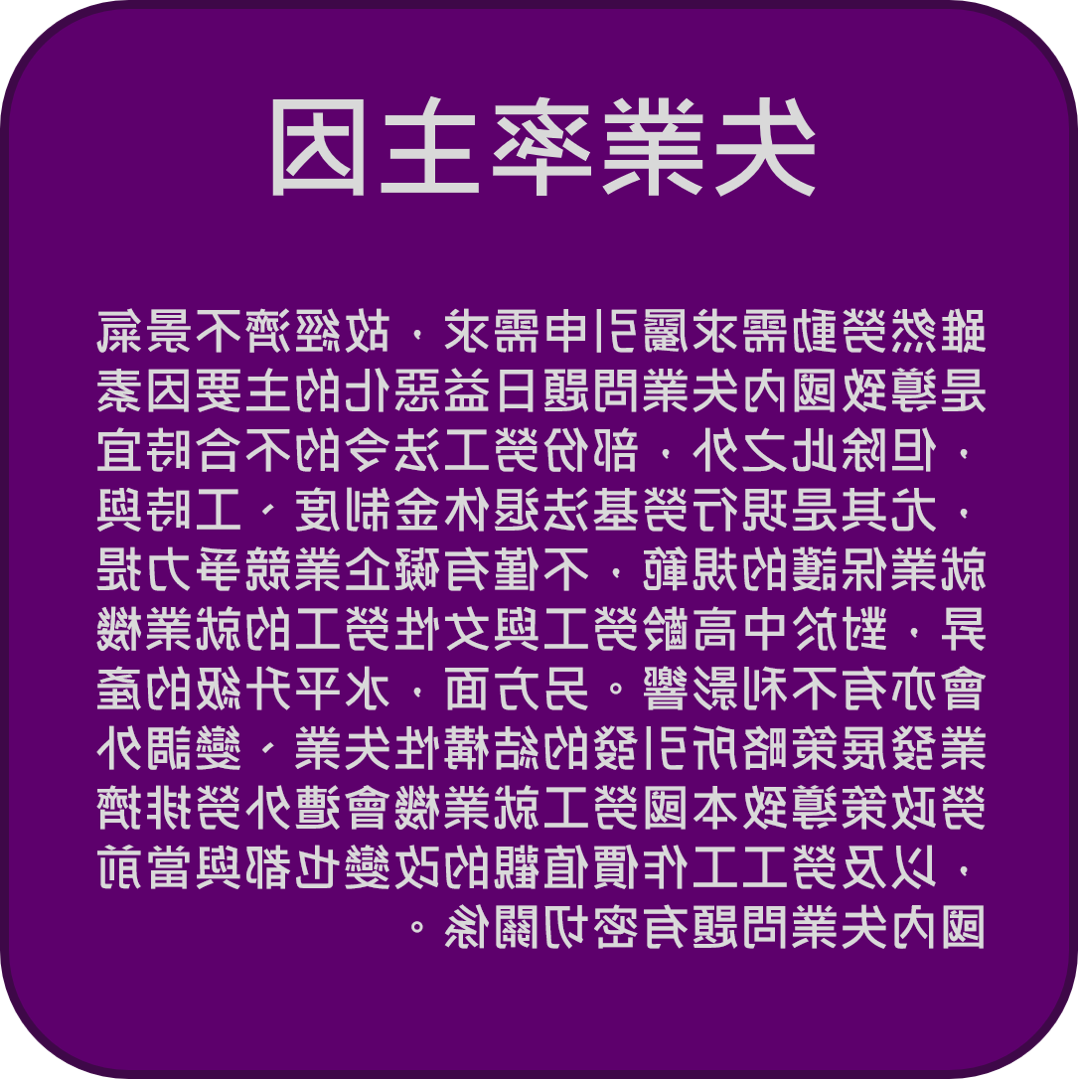 失業率主因
雖然勞動需求屬引申需求，故經濟不景氣
是導致國內失業問題日益惡化的主要因素
，但除此之外，部份勞工法令的不合時宜
，尤其是現行勞基法退休金制度、工時與
就業保護的規範，不僅有礙企業競爭力提
昇，對於中高齡勞工與女性勞工的就業機
會亦有不利影響。另方面，水平升級的產
業發展策略所引發的結構性失業、變調外
勞政策導致本國勞工就業機會遭外勞排擠
，以及勞工工作價值觀的改變也都與當前
國內失業問題有密切關係。